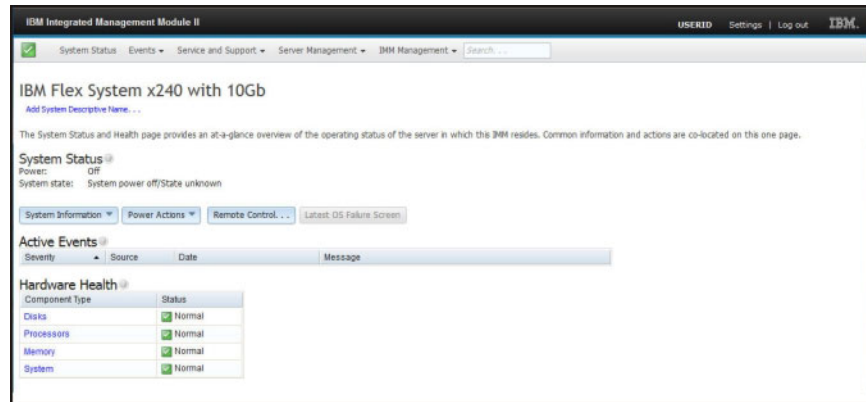 IBM Integrated Management Module II
USERID Settings | Log out IBM.
System Status Events Service and Support Server Management IMM Management Search. . .
IBM Flex System x240 with 10Gb
Add System Descriptive Name. . .
The System Status and Health page provides an at-a-glance overview of the operating status of the server in which this IMM resides. Common information and actions are co-located on this one page.
System Status
Power: Off
System state: System power off/State unknown
System Information Power Actions Remote Control. . . Latest OS Failure Screen
Active Events
Severity Source Date Message
Hardware Health
Component Type Status
Disks Normal
Processors Normal
Memory Normal
System Normal